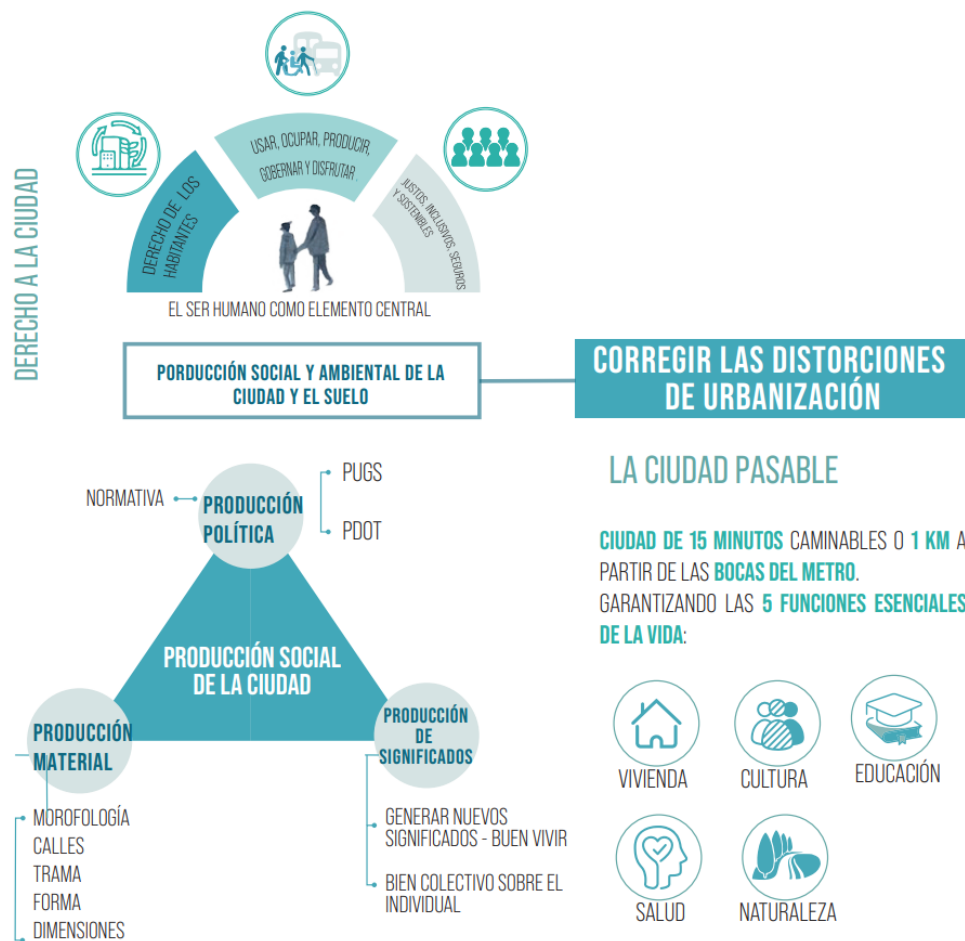 DERECHO A LA CIUDAD
DERECHO DE LOS
HABITANTES
USAR, OCUPAR, PRODUCIR,
GOBERNAR Y DISFRUTAR
JUSTOS, INCLUSIVOS, SEGUROS
Y SOSTENIBLES
EL SER HUMANO COMO ELEMENTO CENTRAL
PORDUCCIÓN SOCIAL Y AMBIENTAL DE LA
CIUDAD Y EL SUELO
CORREGIR LAS DISTORCIONES
DE URBANIZACIÓN
NORMATIVA
PRODUCCIÓN
POLÍTICA
PUGS
PDOT
PRODUCCIÓN SOCIAL
DE LA CIUDAD
PRODUCCIÓN
MATERIAL
MOROFOLOGÍA
CALLES
TRAMA
FORMA
DIMENSIONES
PRODUCCIÓN
DE
SIGNIFICADOS
GENERAR NUEVOS
SIGNIFICADOS - BUEN VIVIR
BIEN COLECTIVO SOBRE EL
INDIVIDUAL
LA CIUDAD PASABLE
CIUDAD DE 15 MINUTOS CAMINABLES O 1 KM A
PARTIR DE LAS BOCAS DEL METRO.
GARANTIZANDO LAS 5 FUNCIONES ESENCIALES
DE LA VIDA:
VIVIENDA
CULTURA
EDUCACIÓN
SALUD
NATURALEZA